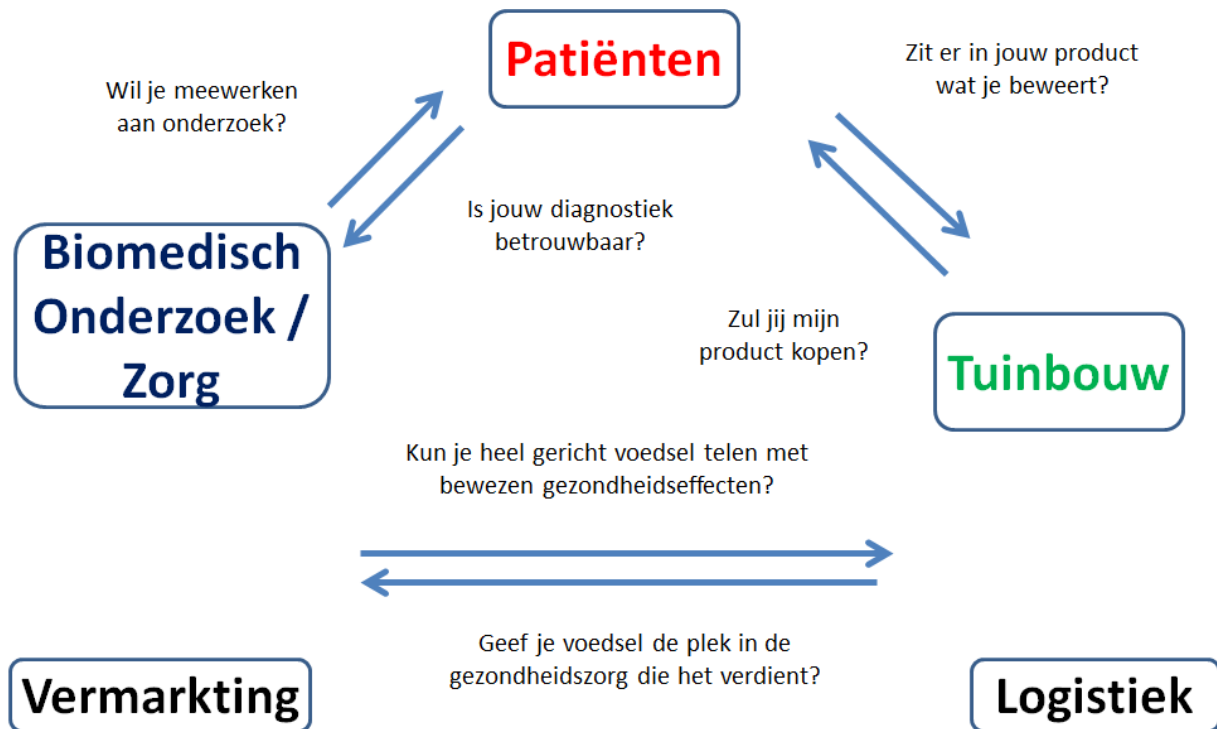 Patiënten
Zit er in jouw product
wat je beweert?
Wil je meewerken
aan onderzoek?
Is jouw diagnostiek
betrouwbaar?
Biomedisch
Onderzoek /
Zorg
Zul jij mijn
product kopen?
Tuinbouw
Kun je heel gericht voedsel telen met
bewezen gezondheidseffecten?
Geef je voedsel de plek in de
gezondheidszorg die het verdient?
Vermarkting
Logistiek